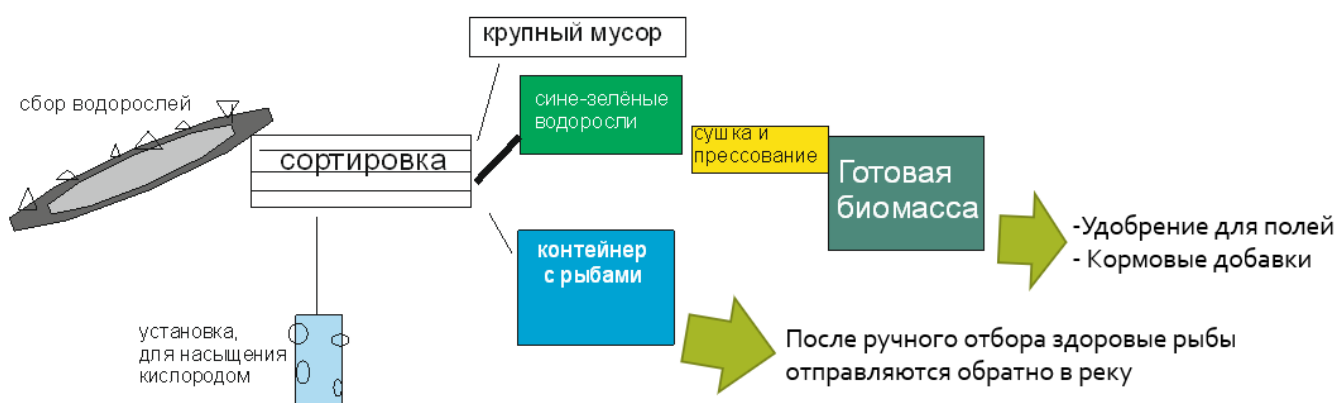 крупный мусор
сбор водорослей
сине-зелёные
водоросли
сортировка
сушка и
прессование
Готовая
биомасса
-Удобрение для полей
- Кормовые добавки
контейнер
с рыбами
установка,
для насыщения
кислородом
После ручного отбора здоровые рыбы
отправляются обратно в реку